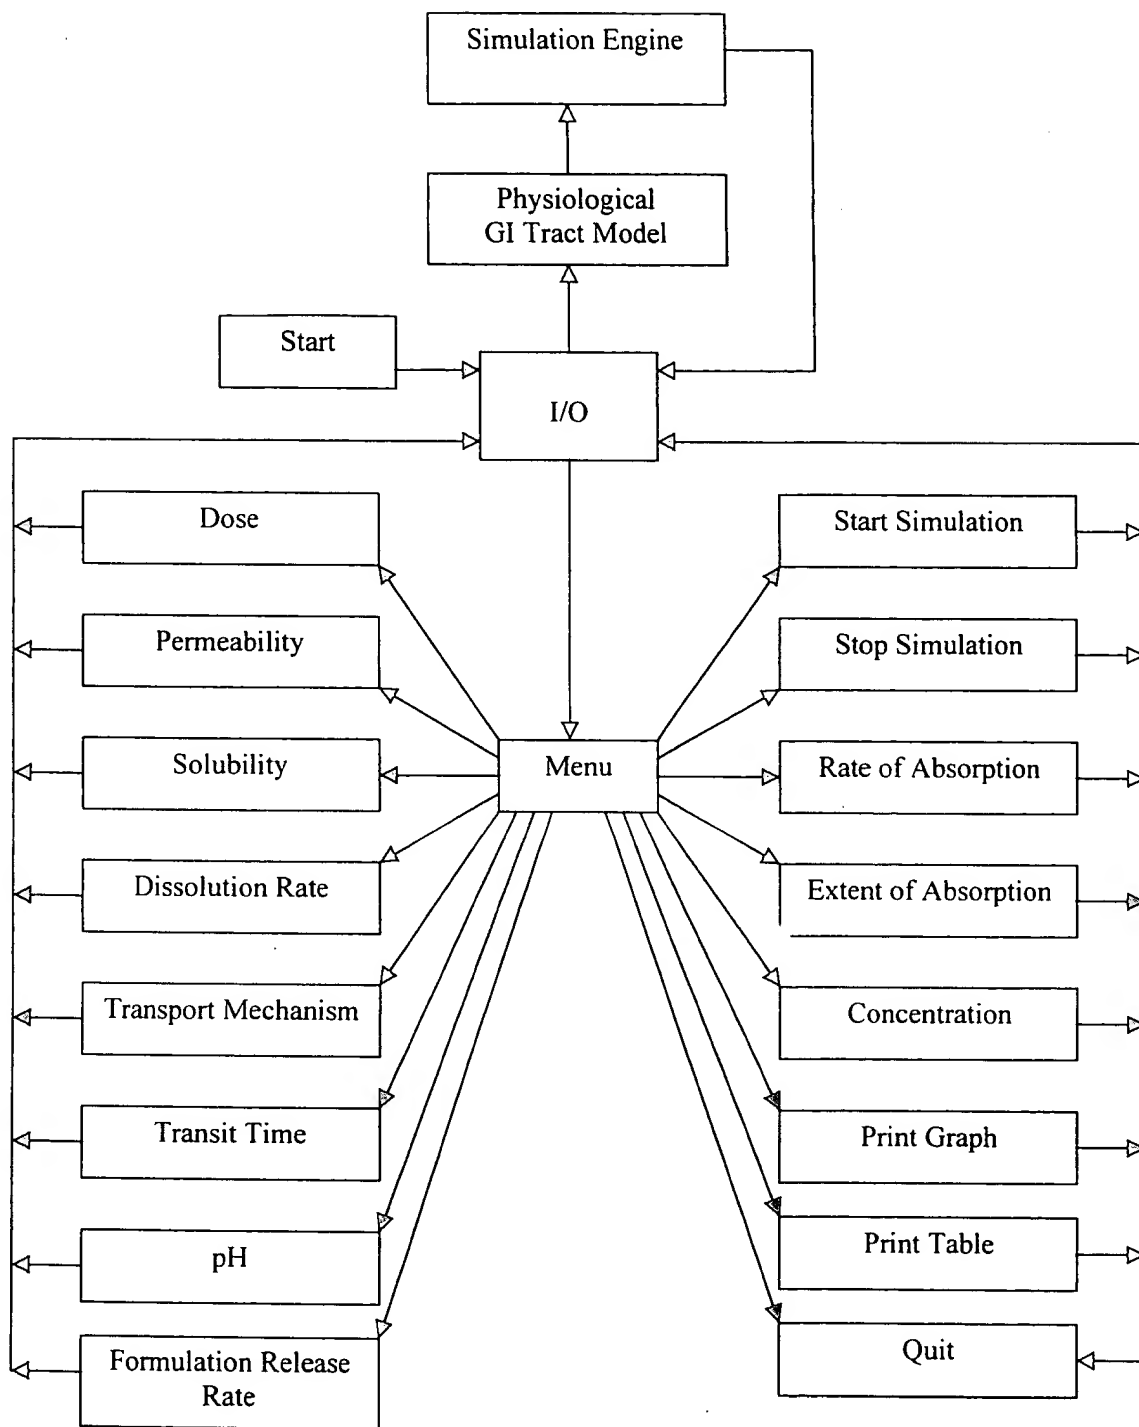 Simulation Engine
Physiological
GI Tract Model
Start
I/O
Dose
Permeability
Solubility
Dissolution Rate
Transport Mechanism
Transit Time
pH
Formulation Release
Rate
Menu
Start Simulation
Stop Simulation
Rate of Absorption
Extent of Absorption
Concentration
Print Graph
Print Table
Quit